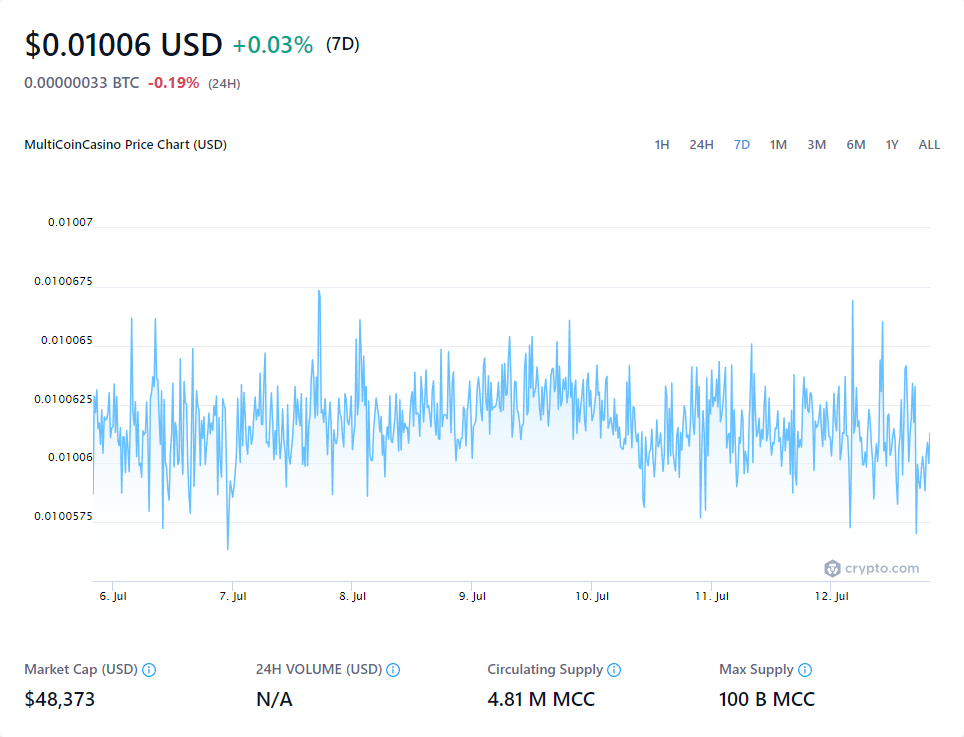 $0.01006 USD +0.03% (7D)
0.00000033 BTC -0.19% (24H)
MultiCoinCasino Price Chart (USD) 1H 24H 7D 1M 3M 6M 1Y ALL
0.01007
0.0100675
0.010065
0.0100625
0.01006
0.0100575
crypto.com
6. Jul 7. Jul 8. Jul 9. Jul 10. Jul 11. Jul 12. Jul
Market Cap (USD) 24H VOLUME (USD) Circulating Supply Max Supply
$48,373 N/A 4.81 M MCC 100 B MCC